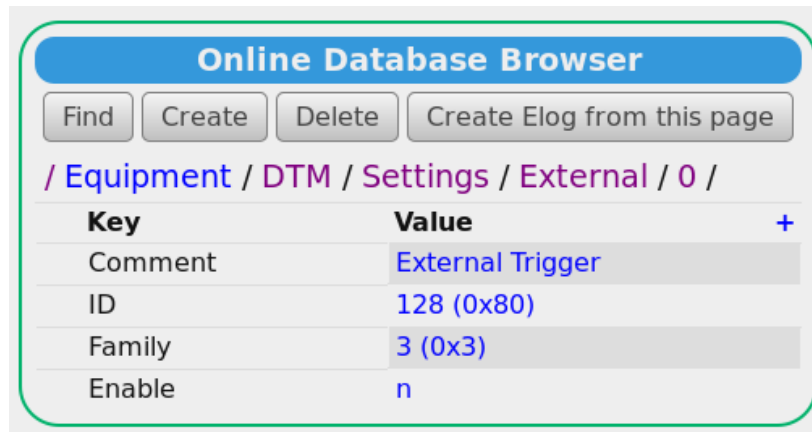 Online Database Browser
Find Create Delete Create Elog from this page
/ Equipment / DTM / Settings / External / 0 /
Key Value +
Comment External Trigger
ID 128 (0x80)
Family 3 (0x3)
Enable n